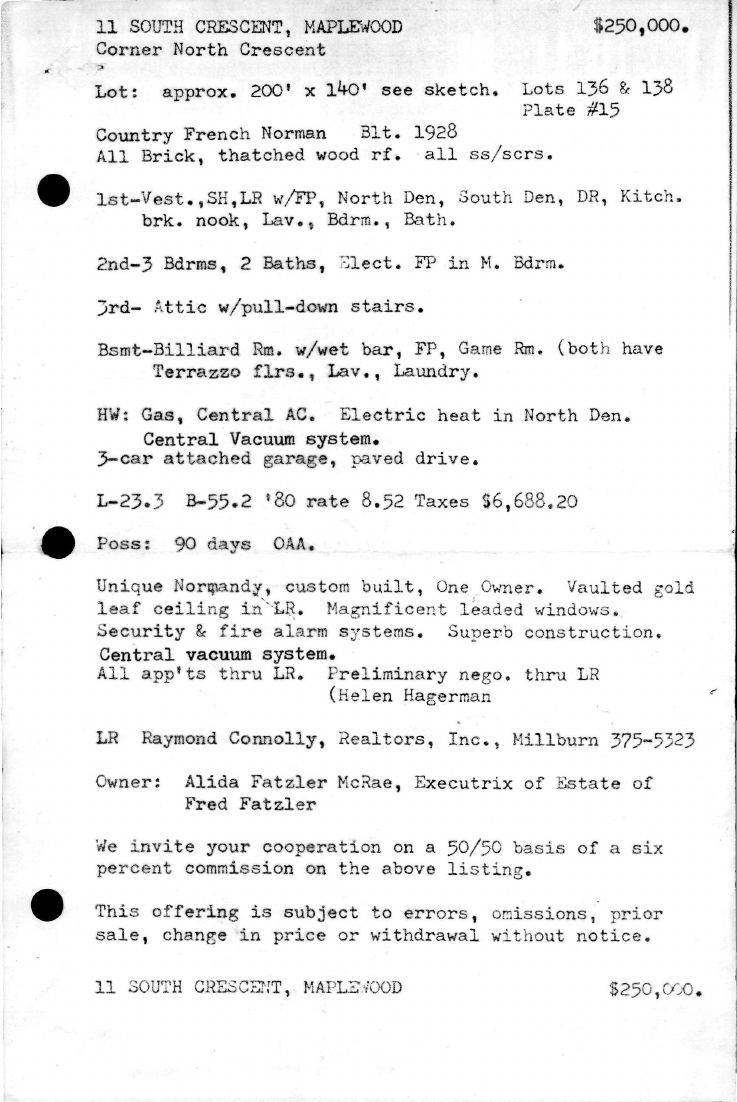 11 SOUTH CRESCENT, MAPLEWOOD $250,000.
Corner North Crescent
Lot: approx. 200' x 140' see sketch. Lots 136 & 138
Plate #15
Country French Norman Blt. 1928
All Brick, thatched wood rf. all ss/scrs.
1st-Vest.,SH,LR w/FP, North Den, South Den, DR, Kitch.
brk. nook, Lav., Bdrm., Bath.
2nd-3 Bdrms, 2 Baths, Elect. FP in M. Bdrm.
3rd- Attic w/pull-down stairs.
Bsmt-Billiard Rm. w/wet bar, FP, Game Rm. (both have
Terrazzo flrs., Lav., Laundry.
HW: Gas, Central AC. Electric heat in North Den.
Central Vacuum system.
3-car attached garage, paved drive.
L-23.3 B-55.2 '80 rate 8.52 Taxes $6,688.20
Poss: 90 days OAA.
Unique Normandy, custom built, One Owner. Vaulted gold
leaf ceiling in LR. Magnificent leaded windows.
Security & fire alarm systems. Superb construction.
Central vacuum system.
All app'ts thru LR. Preliminary nego. thru LR
(Helen Hagerman
LR Raymond Connolly, Realtors, Inc., Millburn 375-5323
Owner: Alida Fatzler McRae, Executrix of Estate of
Fred Fatzler
We invite your cooperation on a 50/50 basis of a six
percent commission on the above listing.
This offering is subject to errors, omissions, prior
sale, change in price or withdrawal without notice.
11 SOUTH CRESCENT, MAPLEWOOD $250,000.